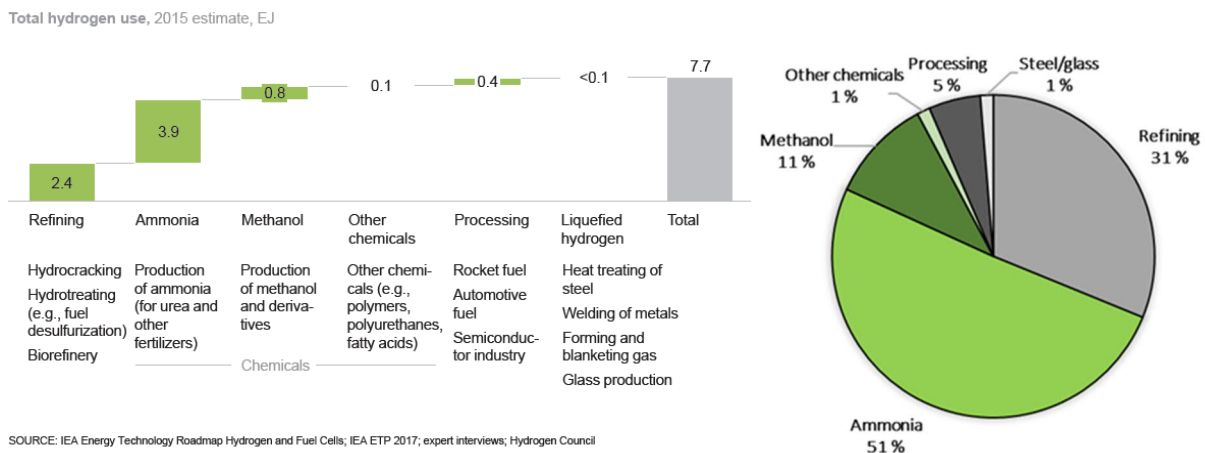 Total hydrogen use, 2015 estimate, EJ
2.4
3.9
0.8
0.1
0.4
<0.1
7.7
Refining
Ammonia
Methanol
Other
chemicals
Processing
Liquefied
hydrogen
Total
Hydrocracking
Hydrotreating
(e.g., fuel
desulfurization)
Biorefinery
Production
of ammonia
(for urea and
other
fertilizers)
Production
of methanol
and deriva-
tives
Other chemi-
cals (e.g.,
polymers,
polyurethanes,
fatty acids)
Rocket fuel
Automotive
fuel
Semiconduc-
tor industry
Heat treating of
steel
Welding of metals
Forming and
blanketing gas
Glass production
Chemicals
SOURCE: IEA Energy Technology Roadmap Hydrogen and Fuel Cells; IEA ETP 2017; expert interviews; Hydrogen Council
Other chemicals
1 %
Processing
5 %
Steel/glass
1 %
Methanol
11 %
Refining
31 %
Ammonia
51 %